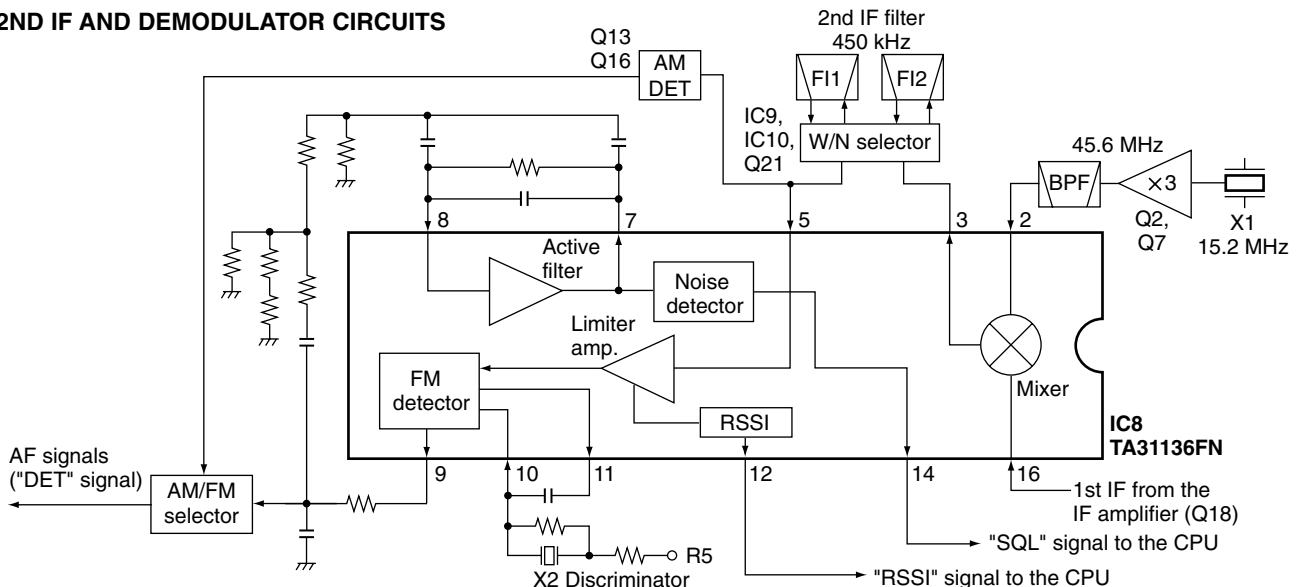 2ND IF AND DEMODULATOR CIRCUITS
2nd IF filter
450 kHz
Q13
Q16
AM
DET
FI1
FI2
IC9,
IC10,
Q21
W/N selector
45.6 MHz
BPF
×3
Q2,
Q7
X1
15.2 MHz
8
7
5
3
2
Active
filter
Noise
detector
Limiter
amp.
FM
detector
RSSI
Mixer
IC8
TA31136FN
9
10
11
12
14
16
AF signals
("DET" signal)
AM/FM
selector
R5
X2 Discriminator
1st IF from the
IF amplifier (Q18)
"SQL" signal to the CPU
"RSSI" signal to the CPU